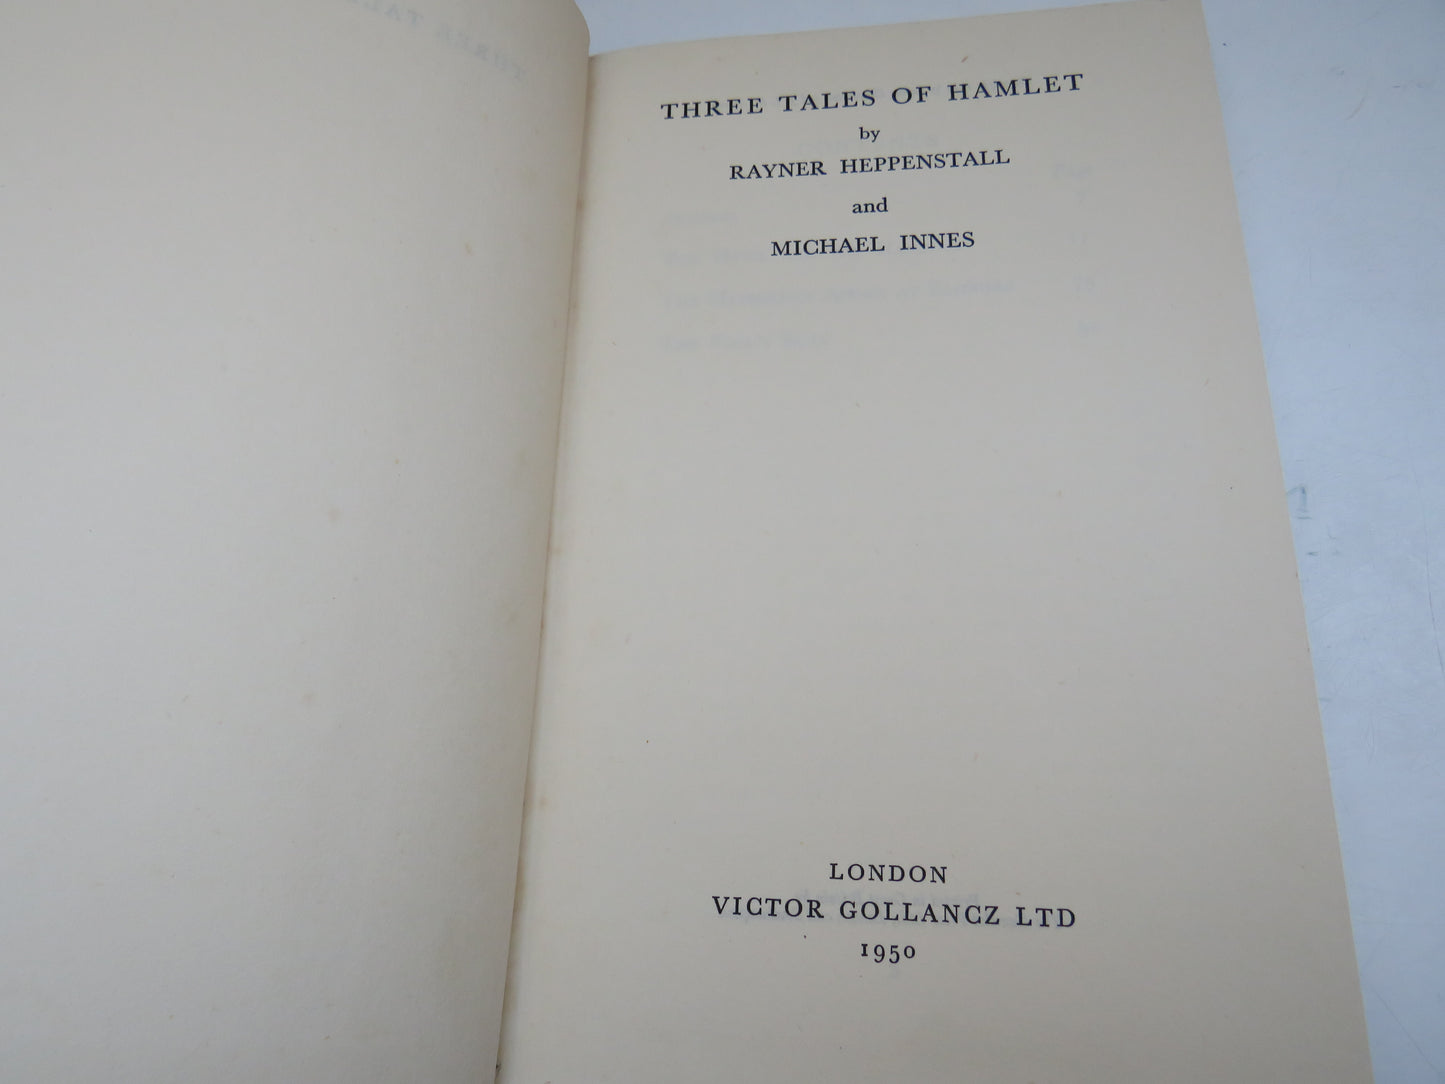 THREE TALES OF HAMLET
by
RAYNER HEPPENSTALL
and
MICHAEL INNES
LONDON
VICTOR GOLLANCZ LTD
1950